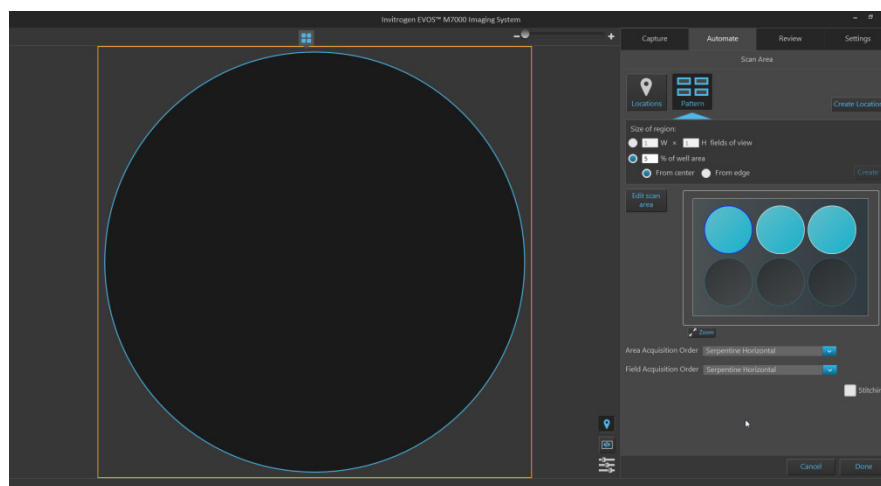 Invitrogen EVOS™ M7000 Imaging System
Capture Automate Review Settings
Scan Area
Locations Pattern
Create Location
Size of region:
1 W × 1 H fields of view
5 % of well area
From center From edge
Create
Edit scan
area
Zoom
Area Acquisition Order Serpentine Horizontal
Field Acquisition Order Serpentine Horizontal
Stitchin
Cancel Done